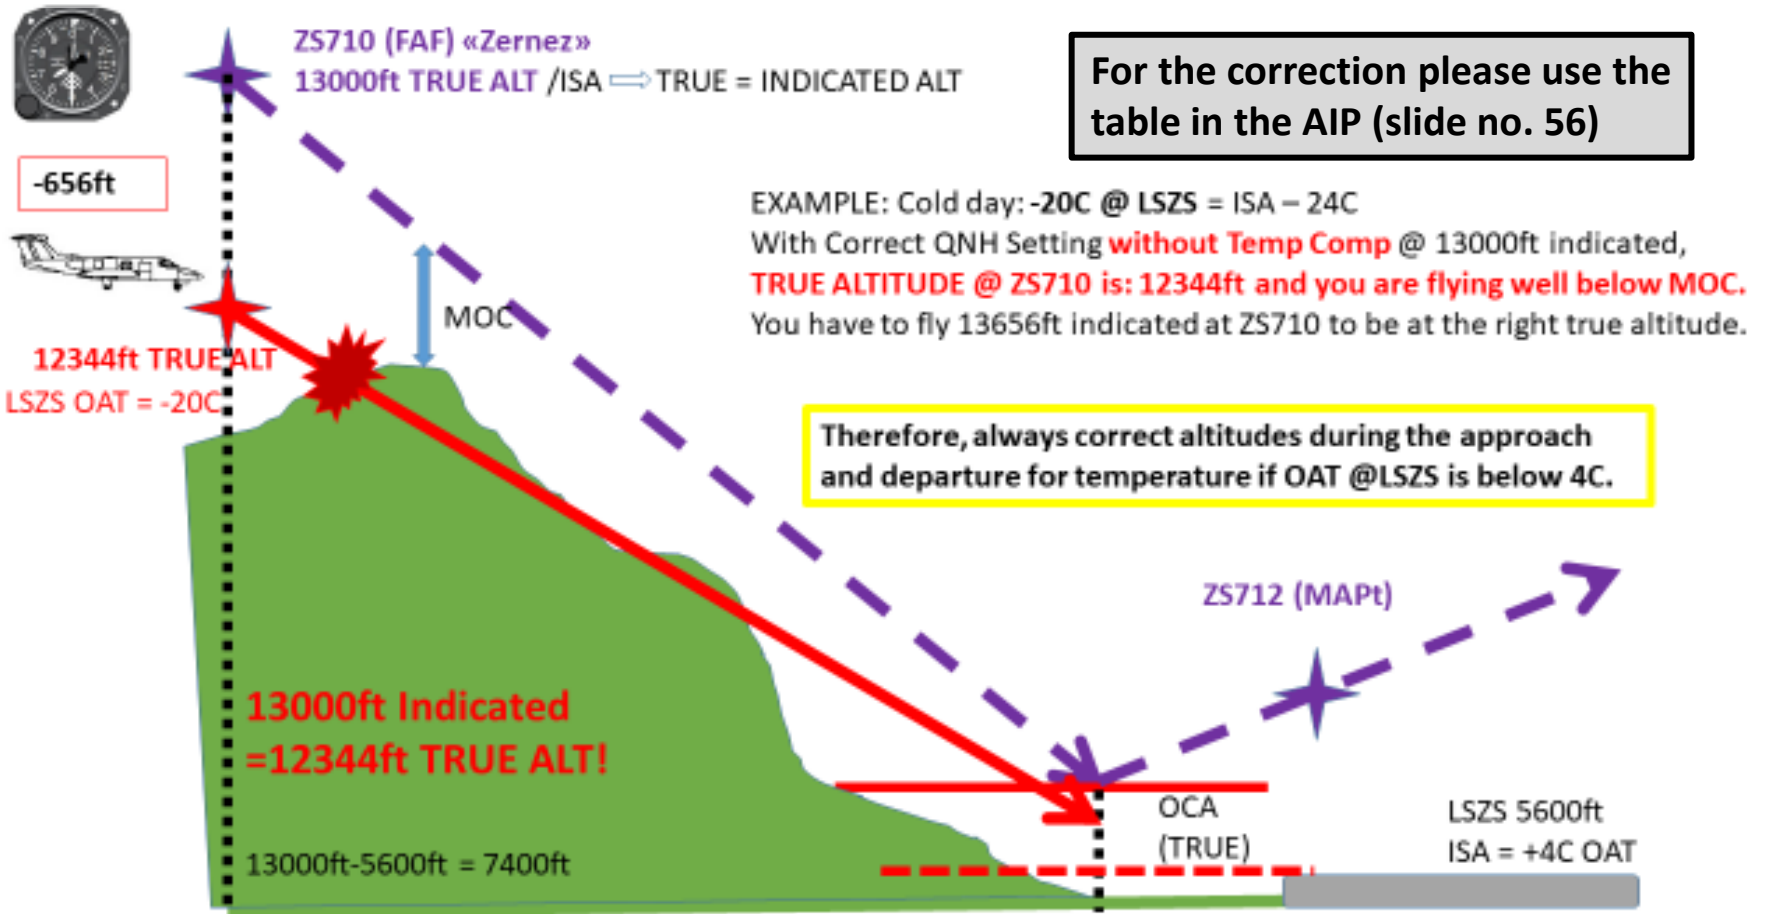 ZS710 (FAF) «Zernez»
13000ft TRUE ALT /ISA ⇨ TRUE = INDICATED ALT
For the correction please use the
table in the AIP (slide no. 56)
-656ft
EXAMPLE: Cold day: -20C @ LSZS = ISA – 24C
With Correct QNH Setting without Temp Comp @ 13000ft indicated,
TRUE ALTITUDE @ ZS710 is: 12344ft and you are flying well below MOC.
You have to fly 13656ft indicated at ZS710 to be at the right true altitude.
MOC
12344ft TRUE ALT
LSZS OAT = -20C
Therefore, always correct altitudes during the approach
and departure for temperature if OAT @LSZS is below 4C.
ZS712 (MAPt)
13000ft Indicated
=12344ft TRUE ALT!
OCA
(TRUE)
LSZS 5600ft
ISA = +4C OAT
13000ft-5600ft = 7400ft